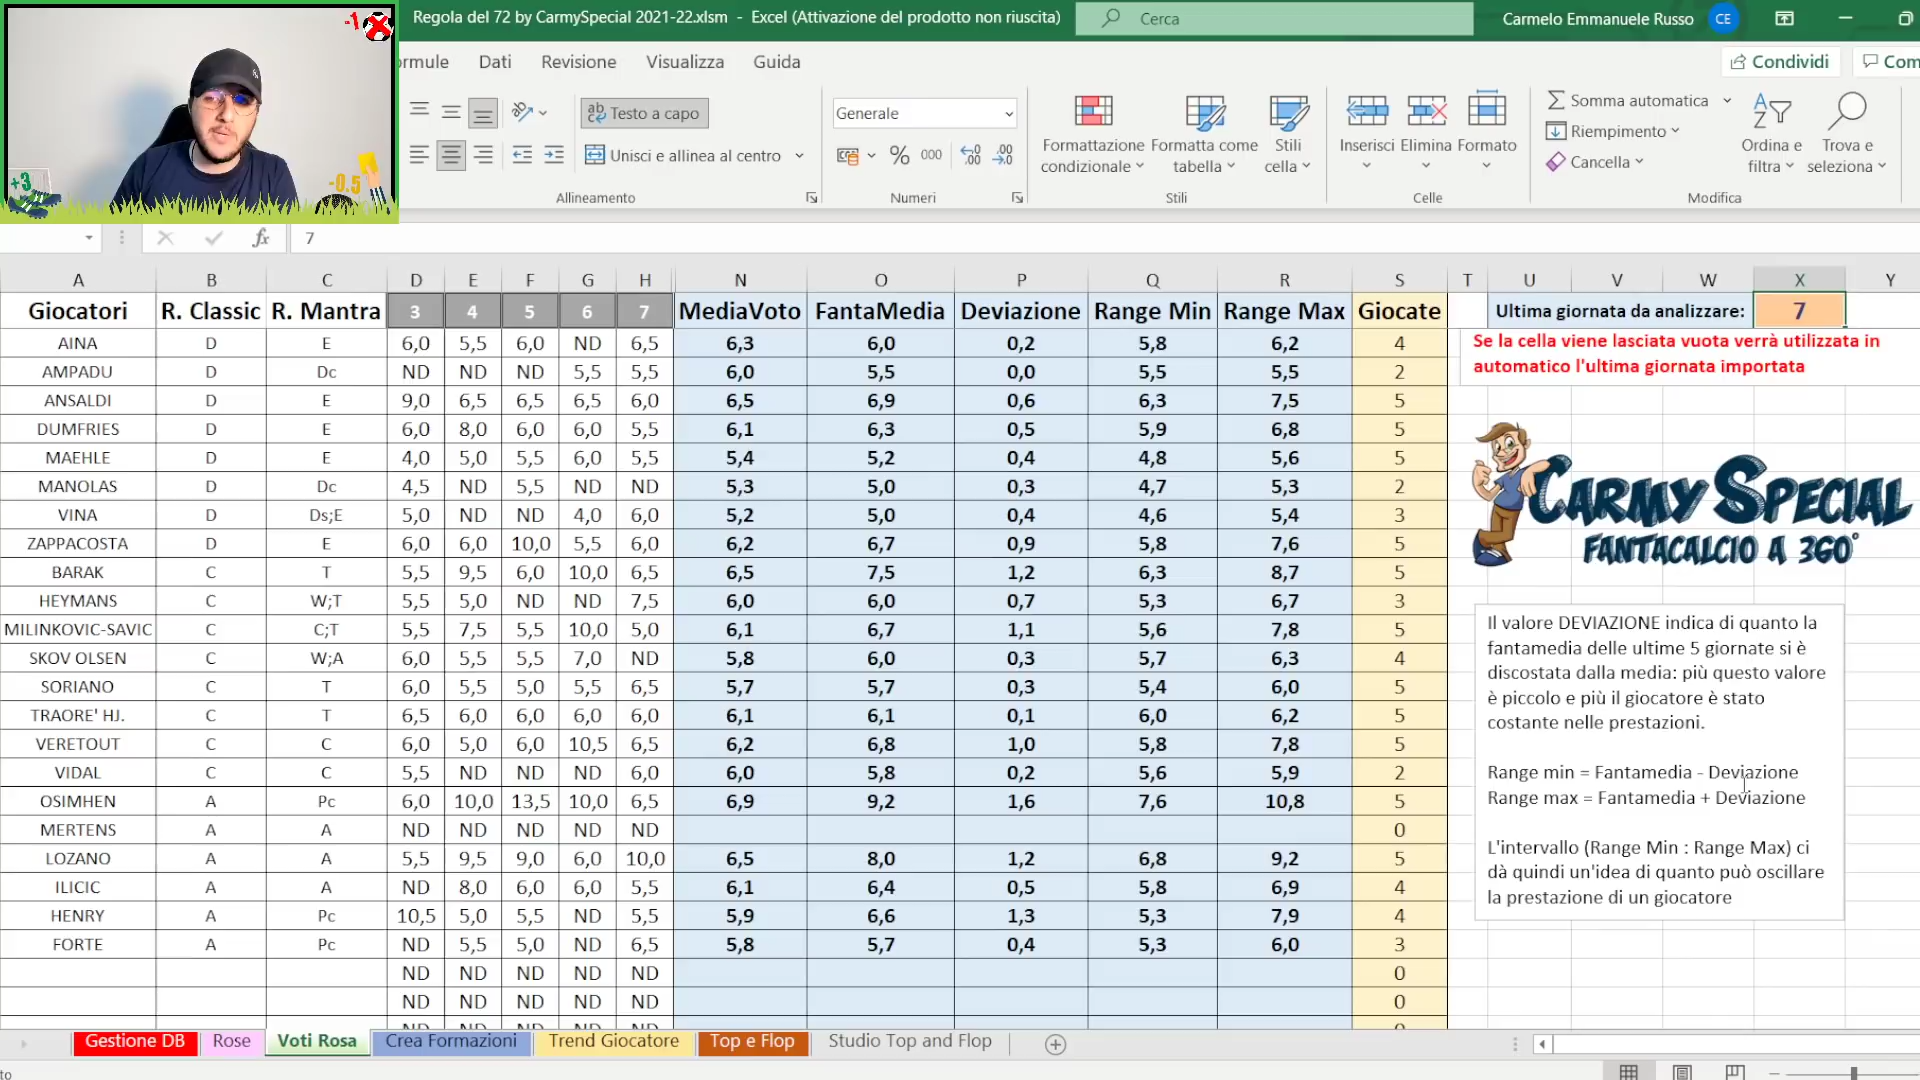 -1
+3
-0.5
Regola del 72 by CarmySpecial 2021-22.xlsm - Excel (Attivazione del prodotto non riuscita)
Cerca
Carmelo Emmanuele Russo CE
ormule Dati Revisione Visualizza Guida
Condividi
Com
Testo a capo
Unisci e allinea al centro
Allineamento
Generale
% 000
Numeri
Formattazione condizionale
Formatta come tabella
Stili cella
Stili
Inserisci Elimina Formato
Celle
Somma automatica
Riempimento
Cancella
Ordina e filtra
Trova e seleziona
Modifica
fx 7
A B C D E F G H N O P Q R S T U V W X Y
Giocatori R. Classic R. Mantra 3 4 5 6 7 MediaVoto FantaMedia Deviazione Range Min Range Max Giocate
AINA D E 6,0 5,5 6,0 ND 6,5 6,3 6,0 0,2 5,8 6,2 4
AMPADU D Dc ND ND ND 5,5 5,5 6,0 5,5 0,0 5,5 5,5 2
ANSALDI D E 9,0 6,5 6,5 6,5 6,0 6,5 6,9 0,6 6,3 7,5 5
DUMFRIES D E 6,0 8,0 6,0 6,0 5,5 6,1 6,3 0,5 5,9 6,8 5
MAEHLE D E 4,0 5,0 5,5 6,0 5,5 5,4 5,2 0,4 4,8 5,6 5
MANOLAS D Dc 4,5 ND 5,5 ND ND 5,3 5,0 0,3 4,7 5,3 2
VINA D Ds;E 5,0 ND ND 4,0 6,0 5,2 5,0 0,4 4,6 5,4 3
ZAPPACOSTA D E 6,0 6,0 10,0 5,5 6,0 6,2 6,7 0,9 5,8 7,6 5
BARAK C T 5,5 9,5 6,0 10,0 6,5 6,5 7,5 1,2 6,3 8,7 5
HEYMANS C W;T 5,5 5,0 ND ND 7,5 6,0 6,0 0,7 5,3 6,7 3
MILINKOVIC-SAVIC C C;T 5,5 7,5 5,5 10,0 5,0 6,1 6,7 1,1 5,6 7,8 5
SKOV OLSEN C W;A 6,0 5,5 5,5 7,0 ND 5,8 6,0 0,3 5,7 6,3 4
SORIANO C T 6,0 5,5 5,0 5,5 6,5 5,7 5,7 0,3 5,4 6,0 5
TRAORE' HJ. C T 6,5 6,0 6,0 6,0 6,0 6,1 6,1 0,1 6,0 6,2 5
VERETOUT C C 6,0 5,0 6,0 10,5 6,5 6,2 6,8 1,0 5,8 7,8 5
VIDAL C C 5,5 ND ND ND 6,0 6,0 5,8 0,2 5,6 5,9 2
OSIMHEN A Pc 6,0 10,0 13,5 10,0 6,5 6,9 9,2 1,6 7,6 10,8 5
MERTENS A A ND ND ND ND ND 0
LOZANO A A 5,5 9,5 9,0 6,0 10,0 6,5 8,0 1,2 6,8 9,2 5
ILICIC A A ND 8,0 6,0 6,0 5,5 6,1 6,4 0,5 5,8 6,9 4
HENRY A Pc 10,5 5,0 5,5 ND 5,5 5,9 6,6 1,3 5,3 7,9 4
FORTE A Pc ND 5,5 5,0 ND 6,5 5,8 5,7 0,4 5,3 6,0 3
ND ND ND ND ND 0
ND ND ND ND ND 0
ND ND ND ND ND 0
Ultima giornata da analizzare: 7
Se la cella viene lasciata vuota verrà utilizzata in
automatico l'ultima giornata importata
CARMY SPECIAL
FANTACALCIO A 360°
Il valore DEVIAZIONE indica di quanto la
fantamedia delle ultime 5 giornate si è
discostata dalla media: più questo valore
è piccolo e più il giocatore è stato
costante nelle prestazioni.
Range min = Fantamedia - Deviazione
Range max = Fantamedia + Deviazione
L'intervallo (Range Min : Range Max) ci
dà quindi un'idea di quanto può oscillare
la prestazione di un giocatore
Gestione DB Rose Voti Rosa Crea Formazioni Trend Giocatore Top e Flop Studio Top and Flop
to